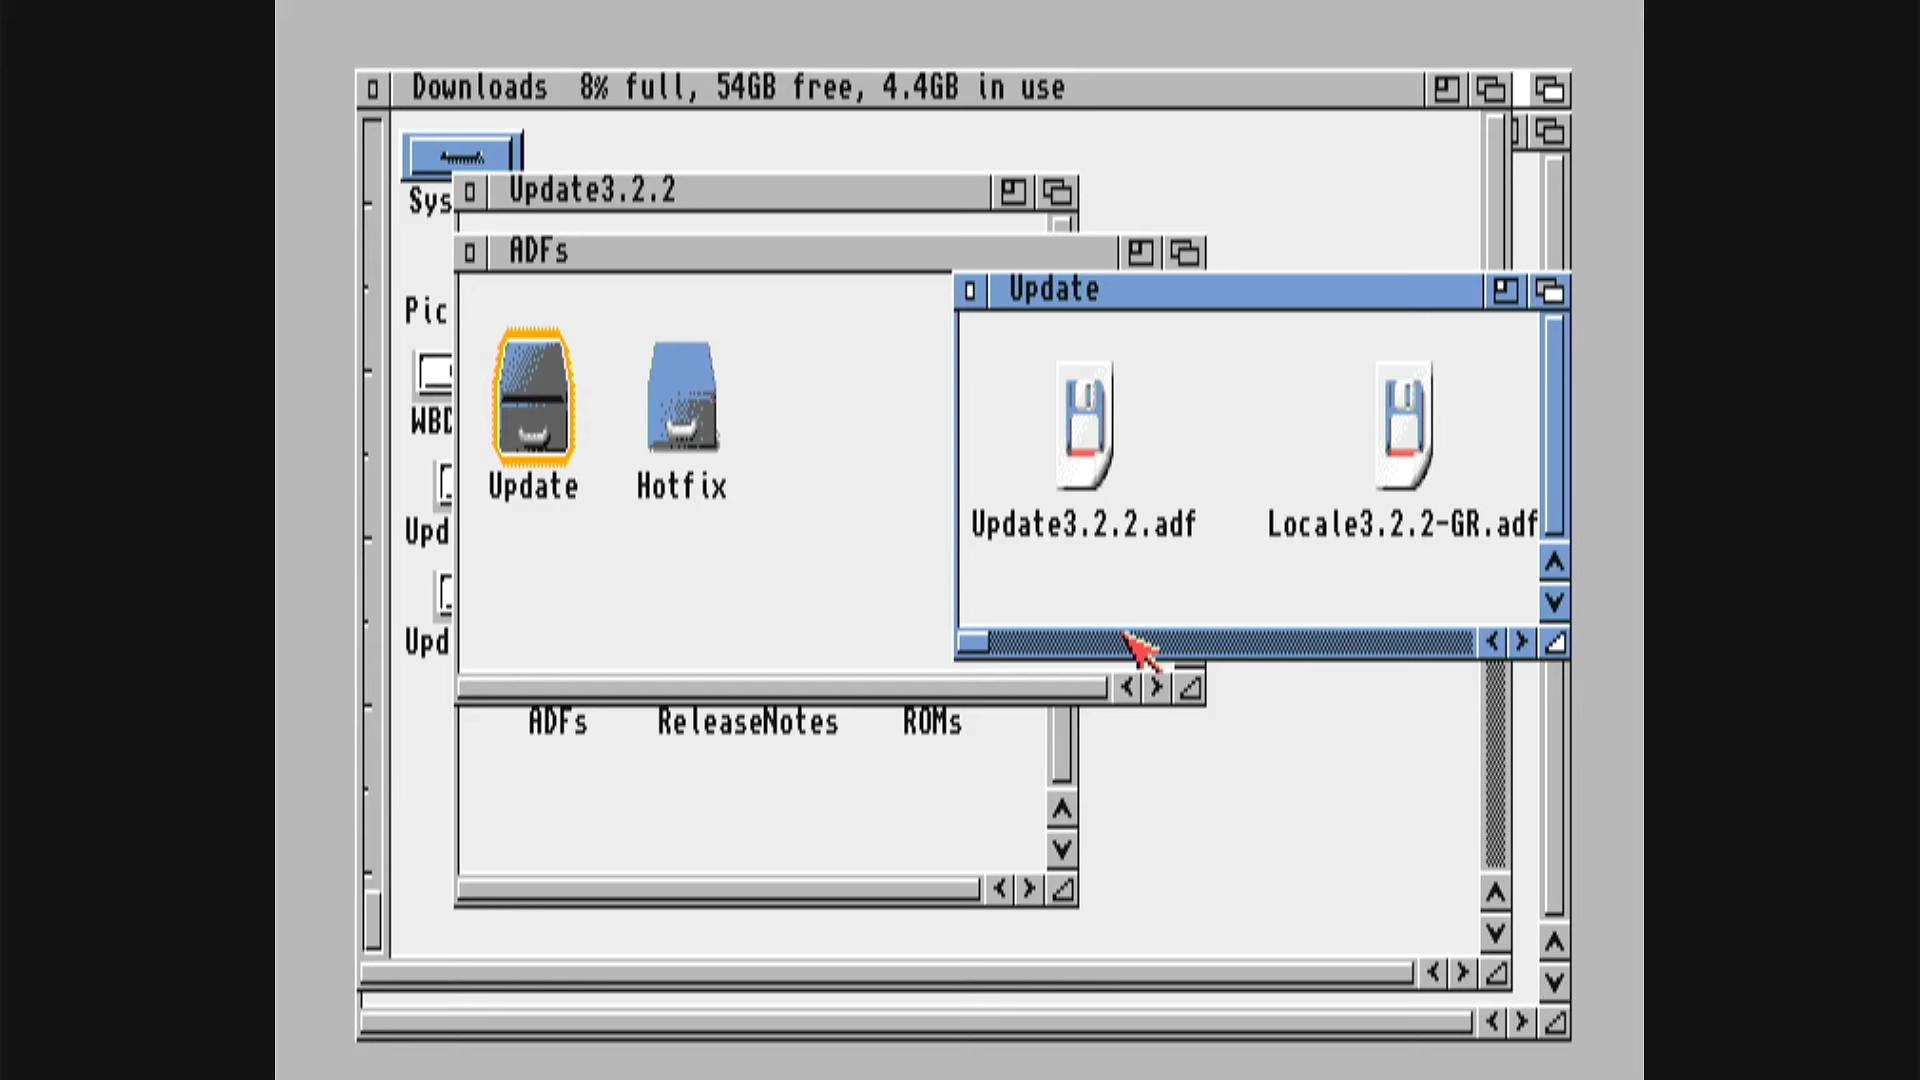 Downloads 8% full, 54GB free, 4.4GB in use
Sys
Update3.2.2
ADFs
Update
Pic
WBD
Update
Hotfix
Update3.2.2.adf
Locale3.2.2-GR.adf
Upd
Upd
ADFs
ReleaseNotes
ROMs